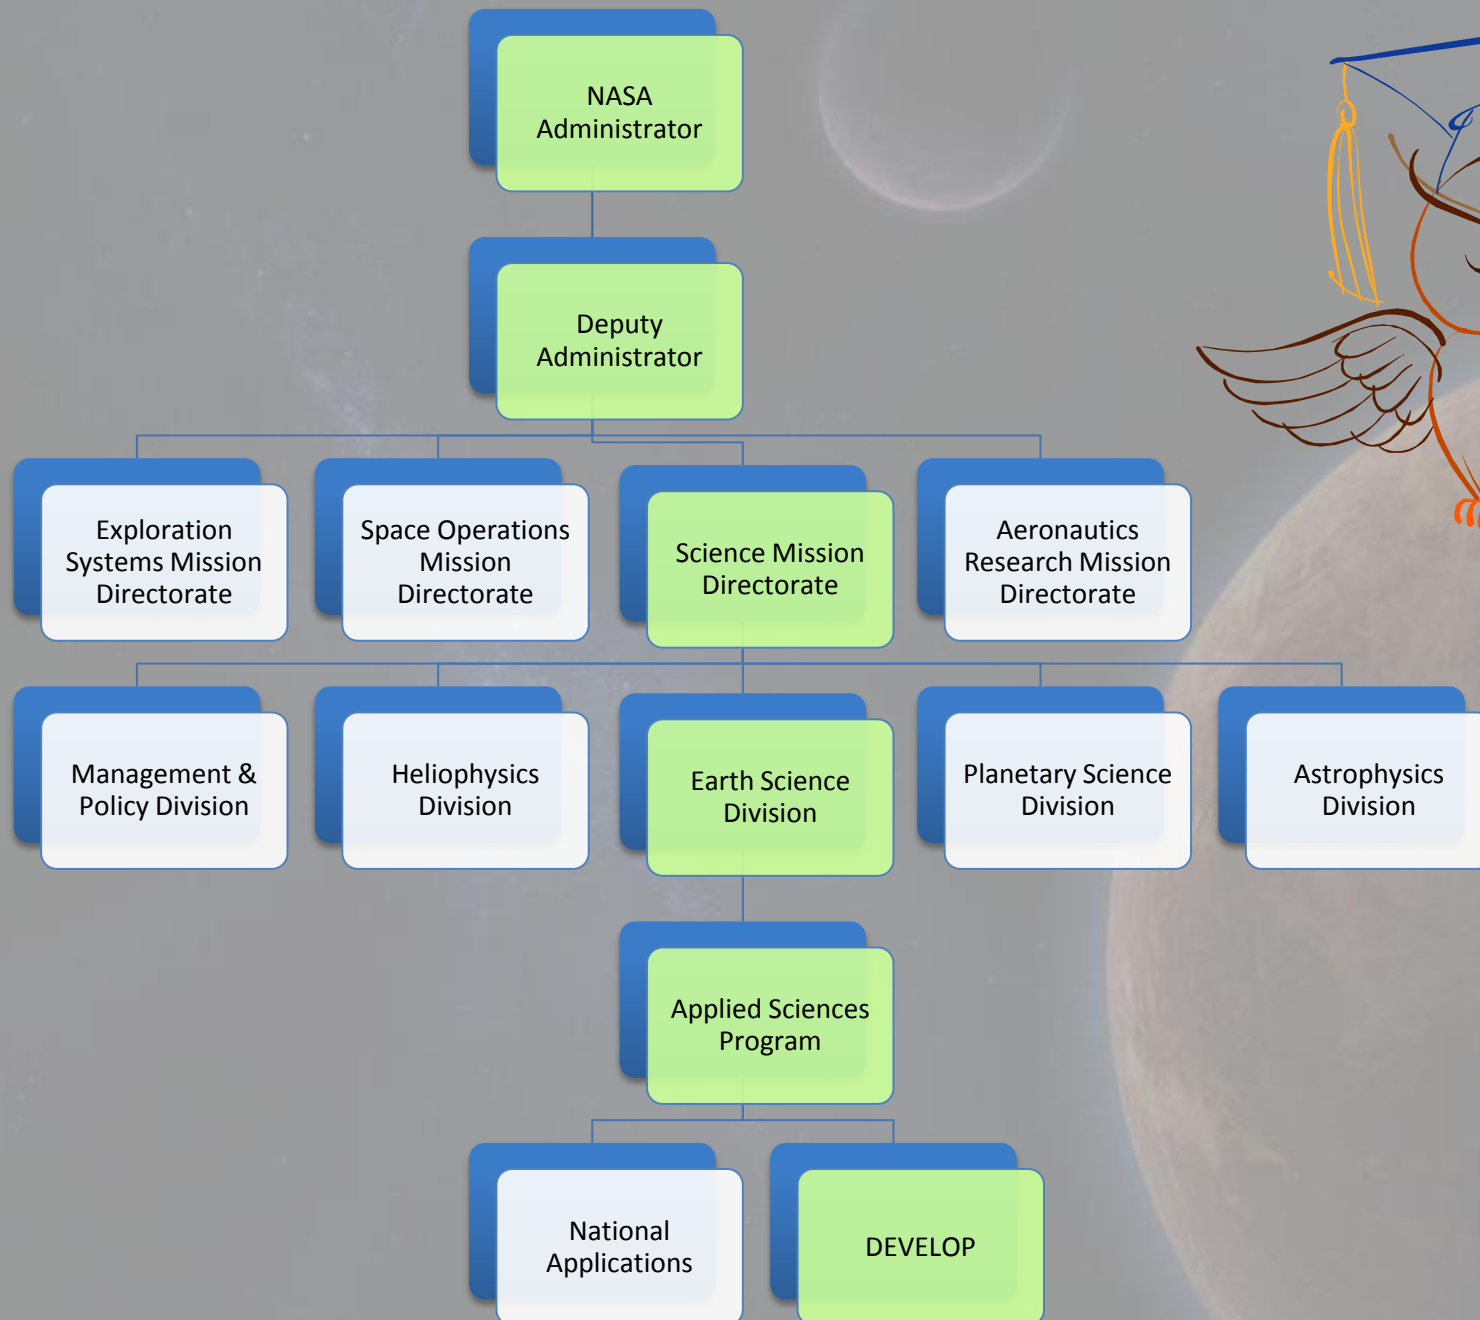 NASA
Administrator
Deputy
Administrator
Exploration
Systems Mission
Directorate
Space Operations
Mission
Directorate
Science Mission
Directorate
Aeronautics
Research Mission
Directorate
Management &
Policy Division
Heliophysics
Division
Earth Science
Division
Planetary Science
Division
Astrophysics
Division
Applied Sciences
Program
National
Applications
DEVELOP